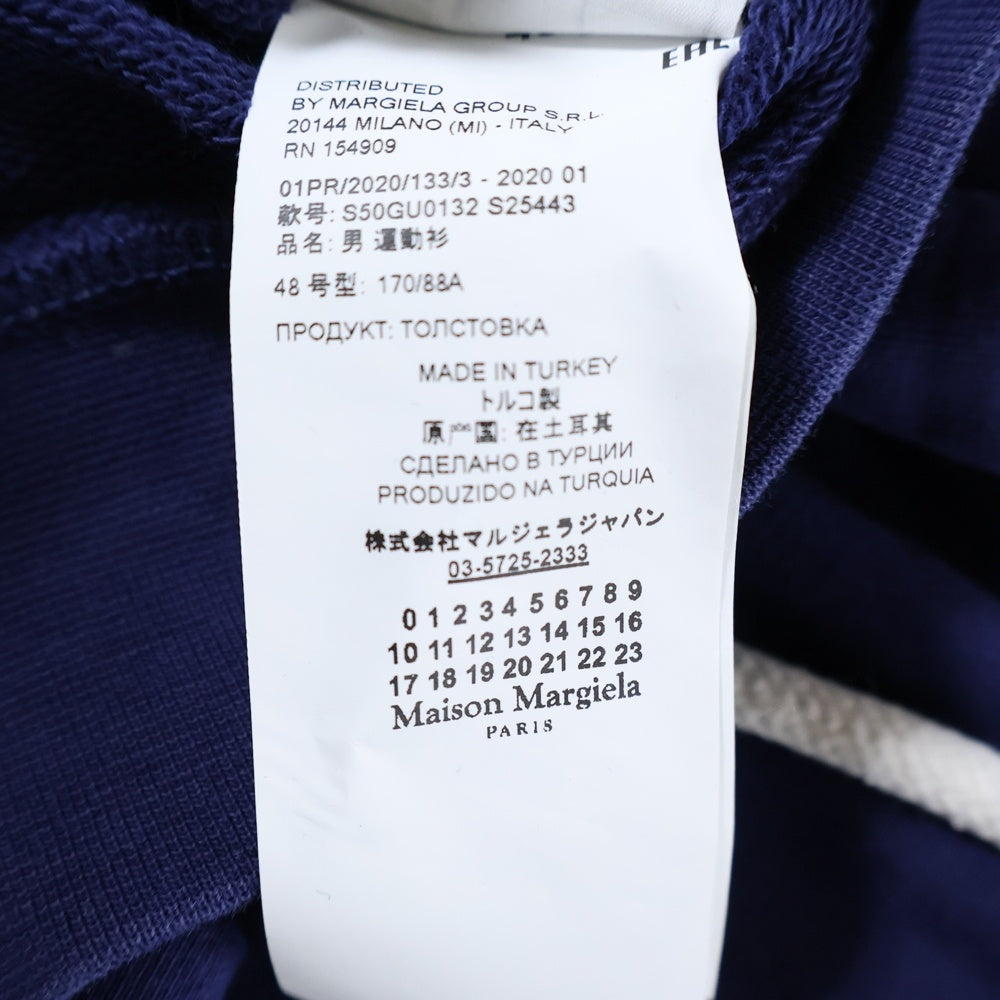 EAC
DISTRIBUTED
BY MARGIELA GROUP S.R.L.
20144 MILANO (MI) - ITALY
RN 154909
01PR/2020/133/3 - 2020 01
款号: S50GU0132 S25443
品名: 男 運動衫
48 号型: 170/88A
ПРОДУКТ: ТОЛСТОВКА
MADE IN TURKEY
トルコ製
原产国: 在土耳其
СДЕЛАНО В ТУРЦИИ
PRODUZIDO NA TURQUIA
株式会社マルジェラジャパン
03-5725-2333
0 1 2 3 4 5 6 7 8 9
10 11 12 13 14 15 16
17 18 19 20 21 22 23
Maison Margiela
PARIS